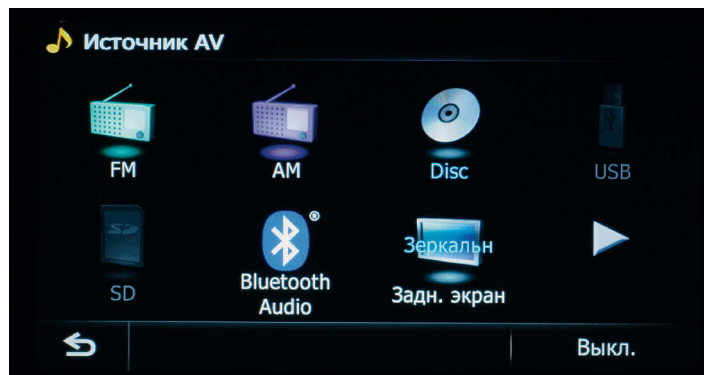 Источник AV
FM
AM
Disc
USB
SD
Bluetooth
Audio
®
Зеркальн
Задн. экран
Выкл.